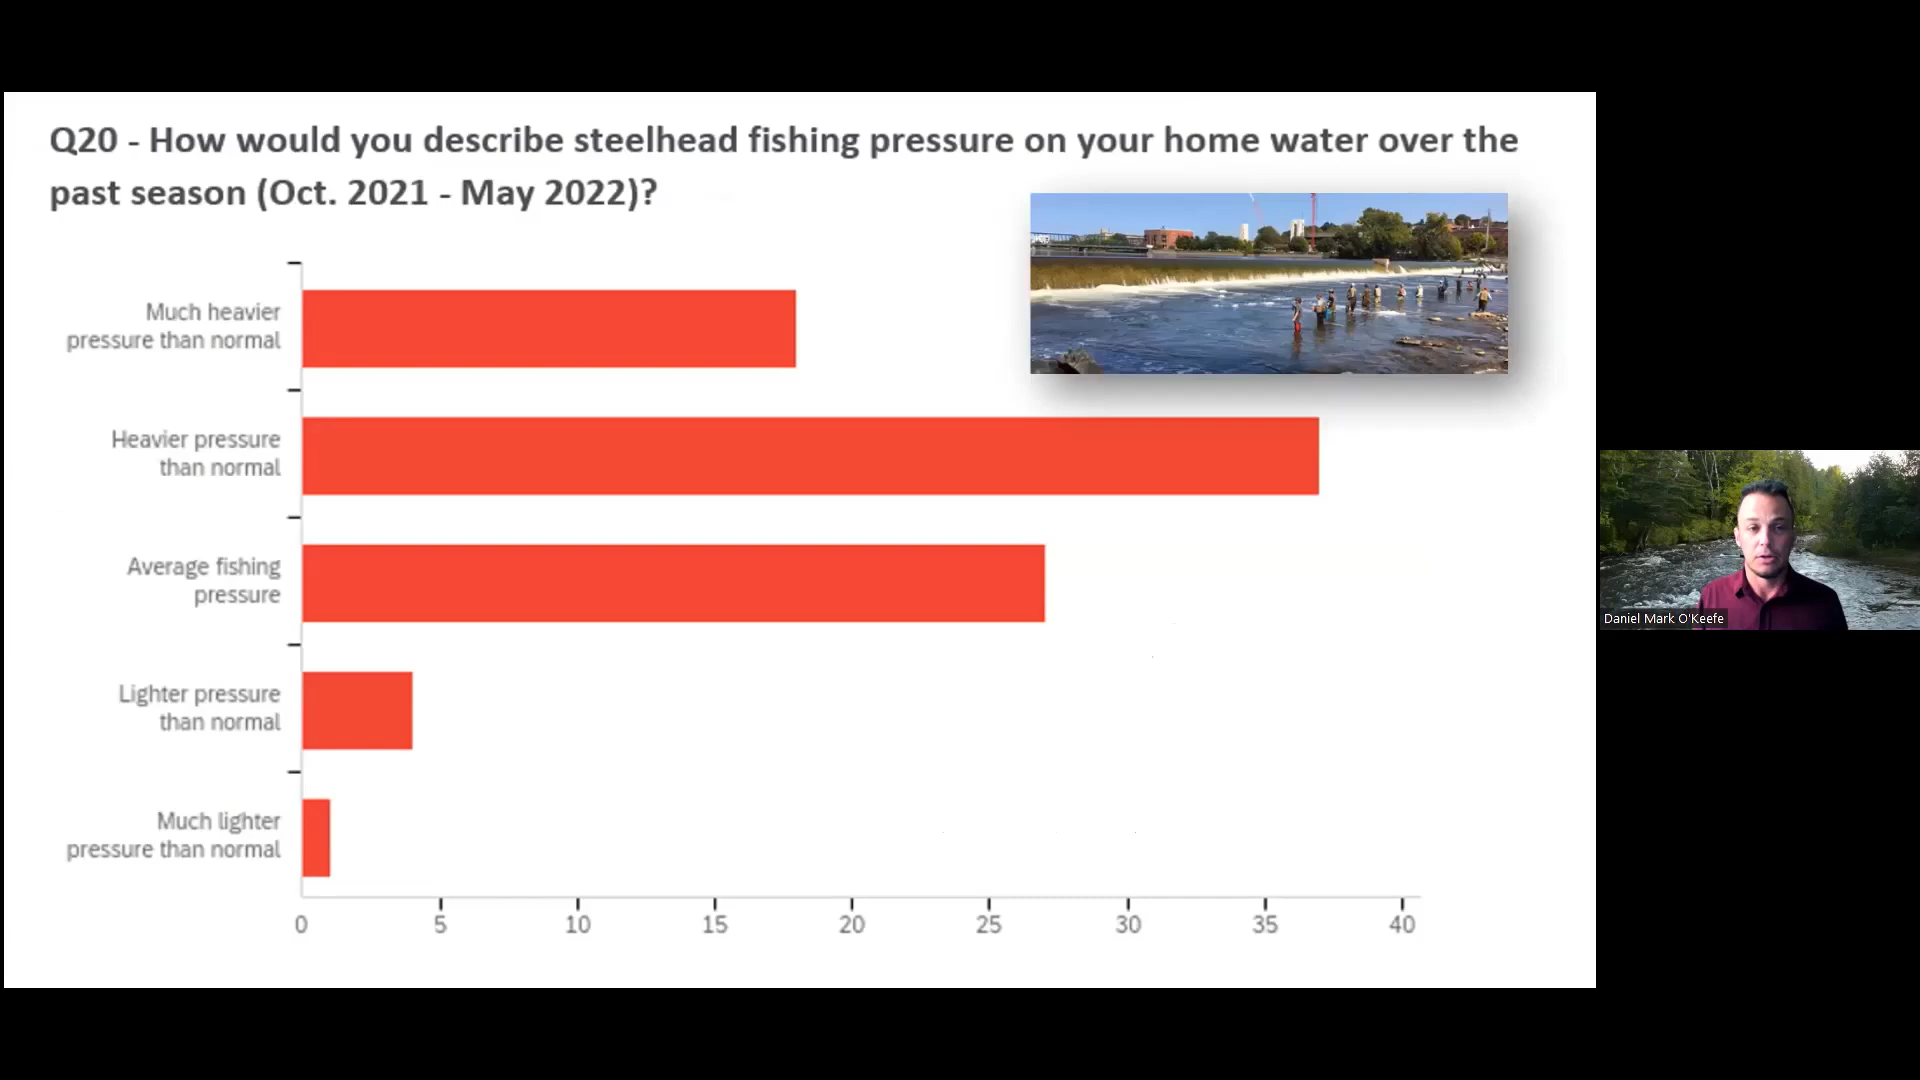 Q20 - How would you describe steelhead fishing pressure on your home water over the
past season (Oct. 2021 - May 2022)?
Much heavier
pressure than normal
Heavier pressure
than normal
Average fishing
pressure
Lighter pressure
than normal
Much lighter
pressure than normal
0 5 10 15 20 25 30 35 40
Daniel Mark O'Keefe